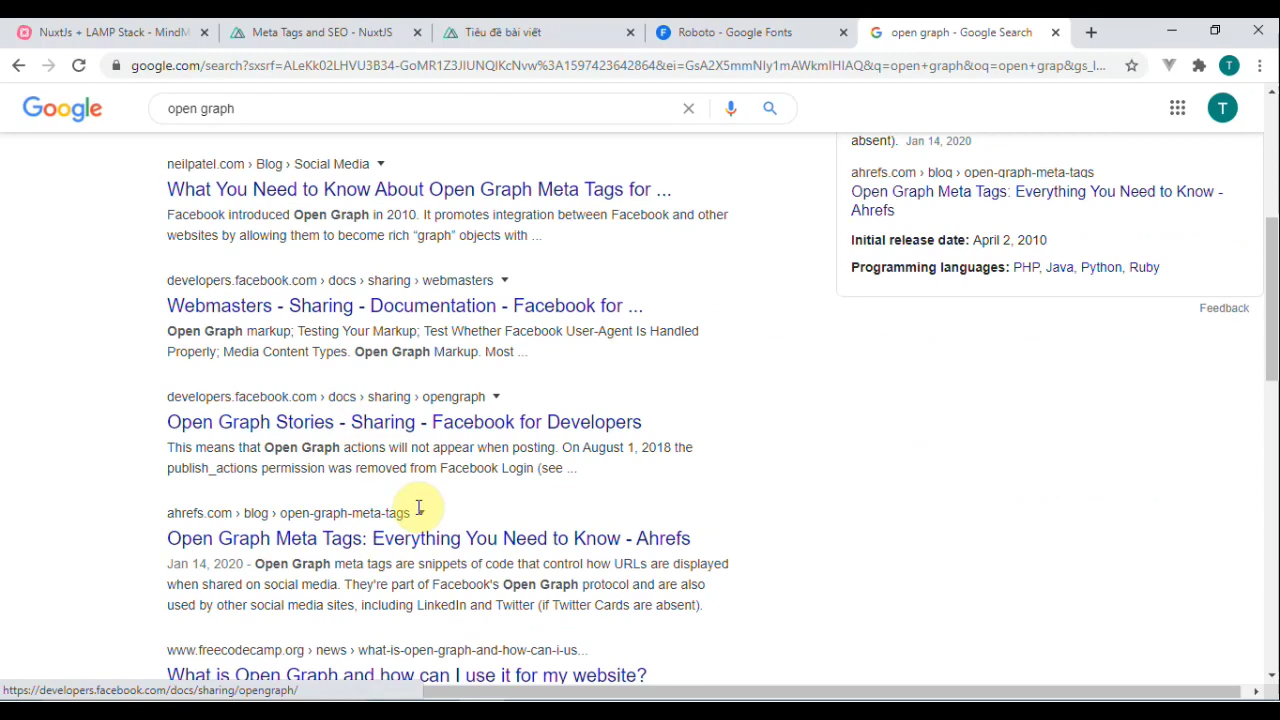 NuxtJs + LAMP Stack - MindM
Meta Tags and SEO - NuxtJS
Tiêu đề bài viết
Roboto - Google Fonts
open graph - Google Search
google.com/search?sxsrf=ALeKk02LHVU3B34-GoMR1Z3JIUNQIKcNvw%3A1597423642864&ei=GsA2X5mmNIy1mAWkmIHIAQ&q=open+graph&oq=open+grap&gs_l...
T
Google
open graph
T
neilpatel.com › Blog › Social Media
What You Need to Know About Open Graph Meta Tags for ...
Facebook introduced Open Graph in 2010. It promotes integration between Facebook and other
websites by allowing them to become rich “graph” objects with ...
developers.facebook.com › docs › sharing › webmasters
Webmasters - Sharing - Documentation - Facebook for ...
Open Graph markup; Testing Your Markup; Test Whether Facebook User-Agent Is Handled
Properly; Media Content Types. Open Graph Markup. Most ...
developers.facebook.com › docs › sharing › opengraph
Open Graph Stories - Sharing - Facebook for Developers
This means that Open Graph actions will not appear when posting. On August 1, 2018 the
publish_actions permission was removed from Facebook Login (see ...
ahrefs.com › blog › open-graph-meta-tags
Open Graph Meta Tags: Everything You Need to Know - Ahrefs
Jan 14, 2020 - Open Graph meta tags are snippets of code that control how URLs are displayed
when shared on social media. They're part of Facebook's Open Graph protocol and are also
used by other social media sites, including LinkedIn and Twitter (if Twitter Cards are absent).
www.freecodecamp.org › news › what-is-open-graph-and-how-can-i-us...
What is Open Graph and how can I use it for my website?
absent). Jan 14, 2020
ahrefs.com › blog › open-graph-meta-tags
Open Graph Meta Tags: Everything You Need to Know -
Ahrefs
Initial release date: April 2, 2010
Programming languages: PHP, Java, Python, Ruby
Feedback
https://developers.facebook.com/docs/sharing/opengraph/